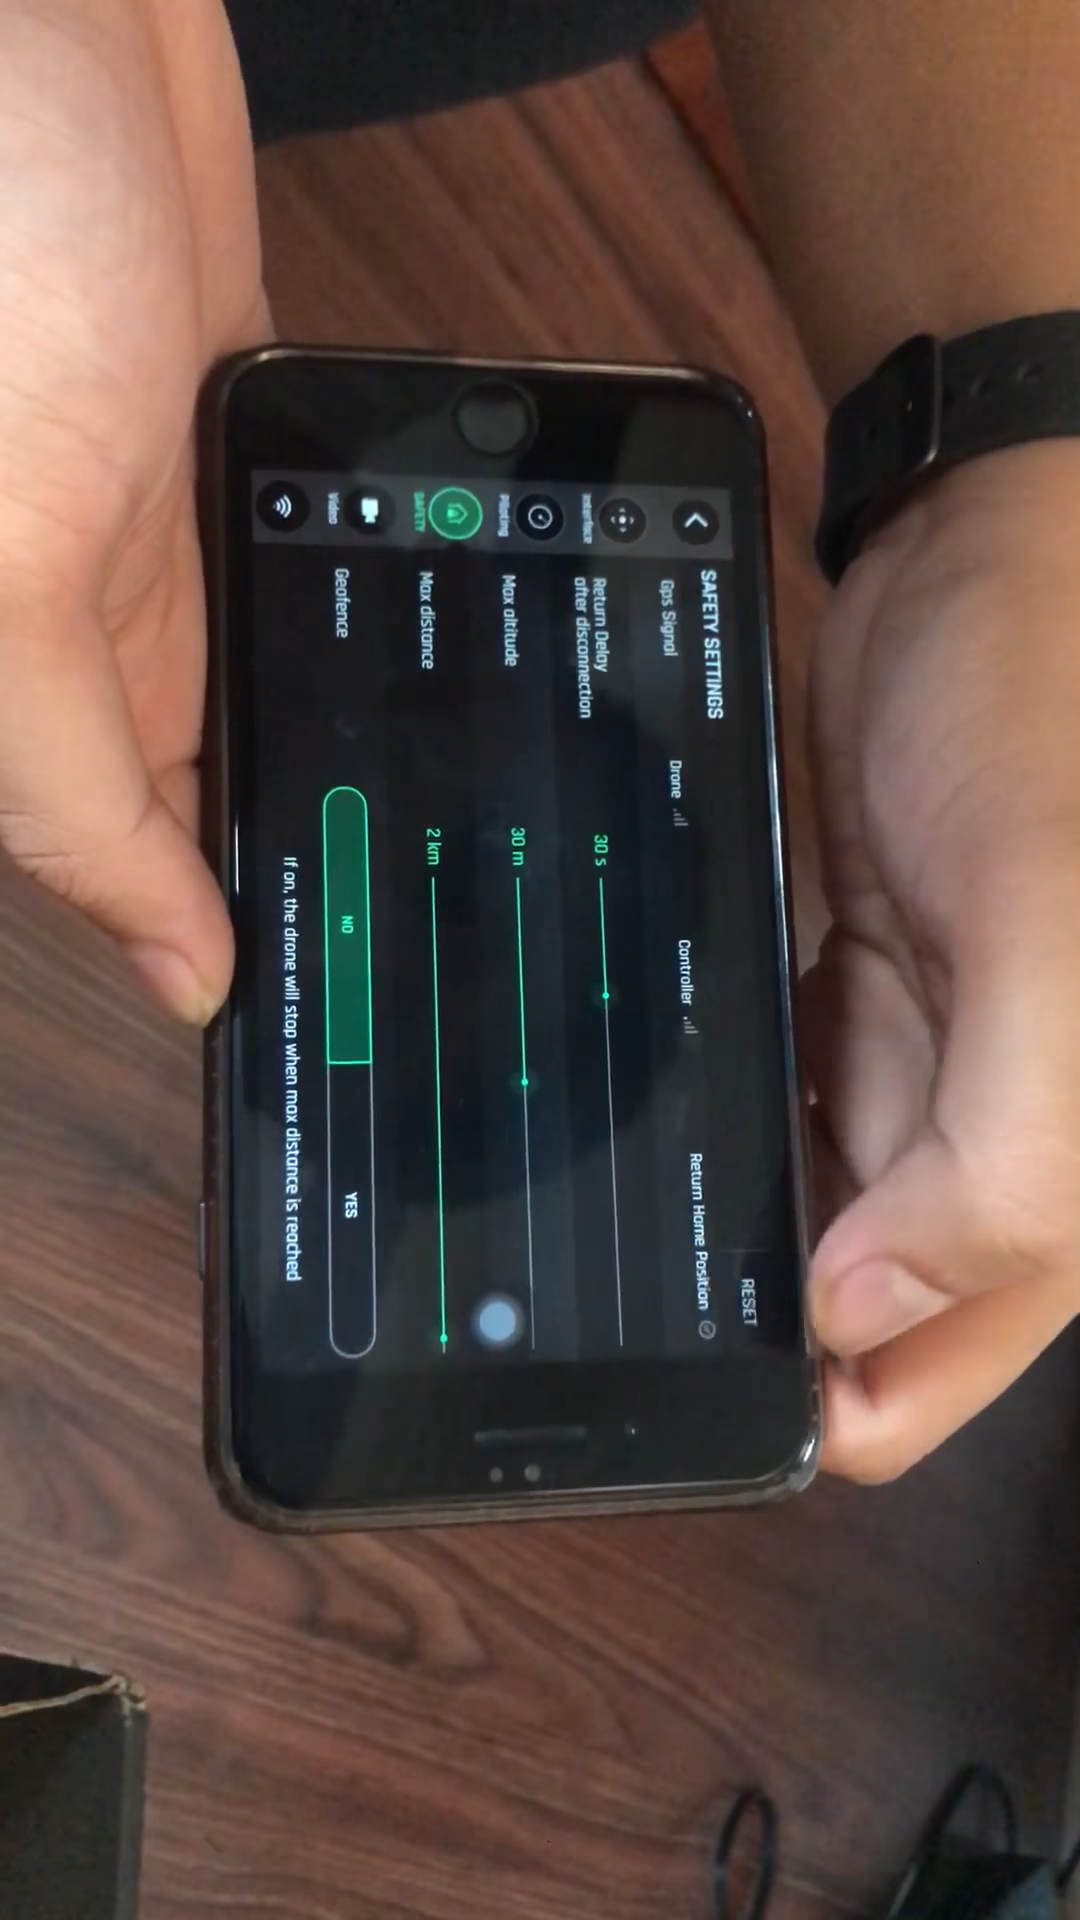 SAFETY SETTINGS
RESET
Gps Signal
Drone
Controller
Return Home Position
Interface
Return Delay
after disconnection
30 s
Piloting
Max altitude
30 m
SAFETY
Max distance
2 km
Video
Geofence
NO
YES
If on, the drone will stop when max distance is reached